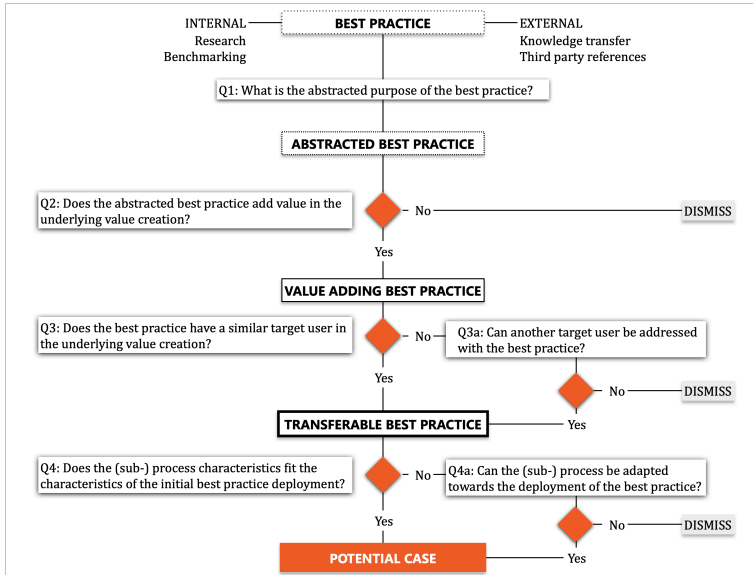 INTERNAL
BEST PRACTICE
EXTERNAL
Research
Benchmarking
Knowledge transfer
Third party references
Q1: What is the abstracted purpose of the best practice?
ABSTRACTED BEST PRACTICE
Q2: Does the abstracted best practice add value in the
underlying value creation?
No
DISMISS
Yes
VALUE ADDING BEST PRACTICE
Q3: Does the best practice have a similar target user in
the underlying value creation?
No
Q3a: Can another target user be addressed
with the best practice?
Yes
No
DISMISS
Yes
TRANSFERABLE BEST PRACTICE
Q4: Does the (sub-) process characteristics fit the
characteristics of the initial best practice deployment?
No
Q4a: Can the (sub-) process be adapted
towards the deployment of the best practice?
Yes
No
DISMISS
Yes
POTENTIAL CASE